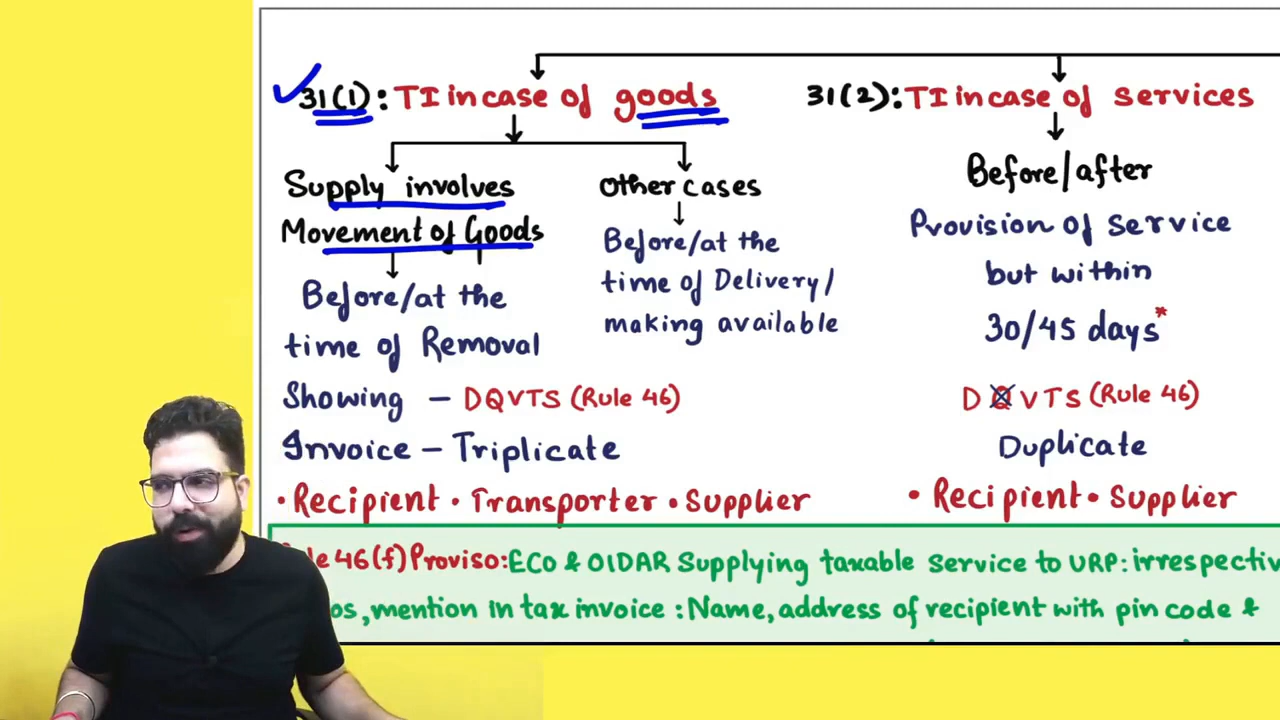 31(1): TI in case of goods
31(2): TI in case of services
Supply involves
Movement of Goods
Before/at the
time of Removal
Other cases
Before/at the
time of Delivery/
making available
Before/after
Provision of service
but within
30/45 days*
Showing – DQVTS (Rule 46)
DQVTS (Rule 46)
Invoice – Triplicate
Duplicate
• Recipient • Transporter • Supplier
• Recipient • Supplier
46(f) Proviso: ECO & OIDAR Supplying taxable service to URP:
mention in tax invoice : Name, address of recipient with pin code &